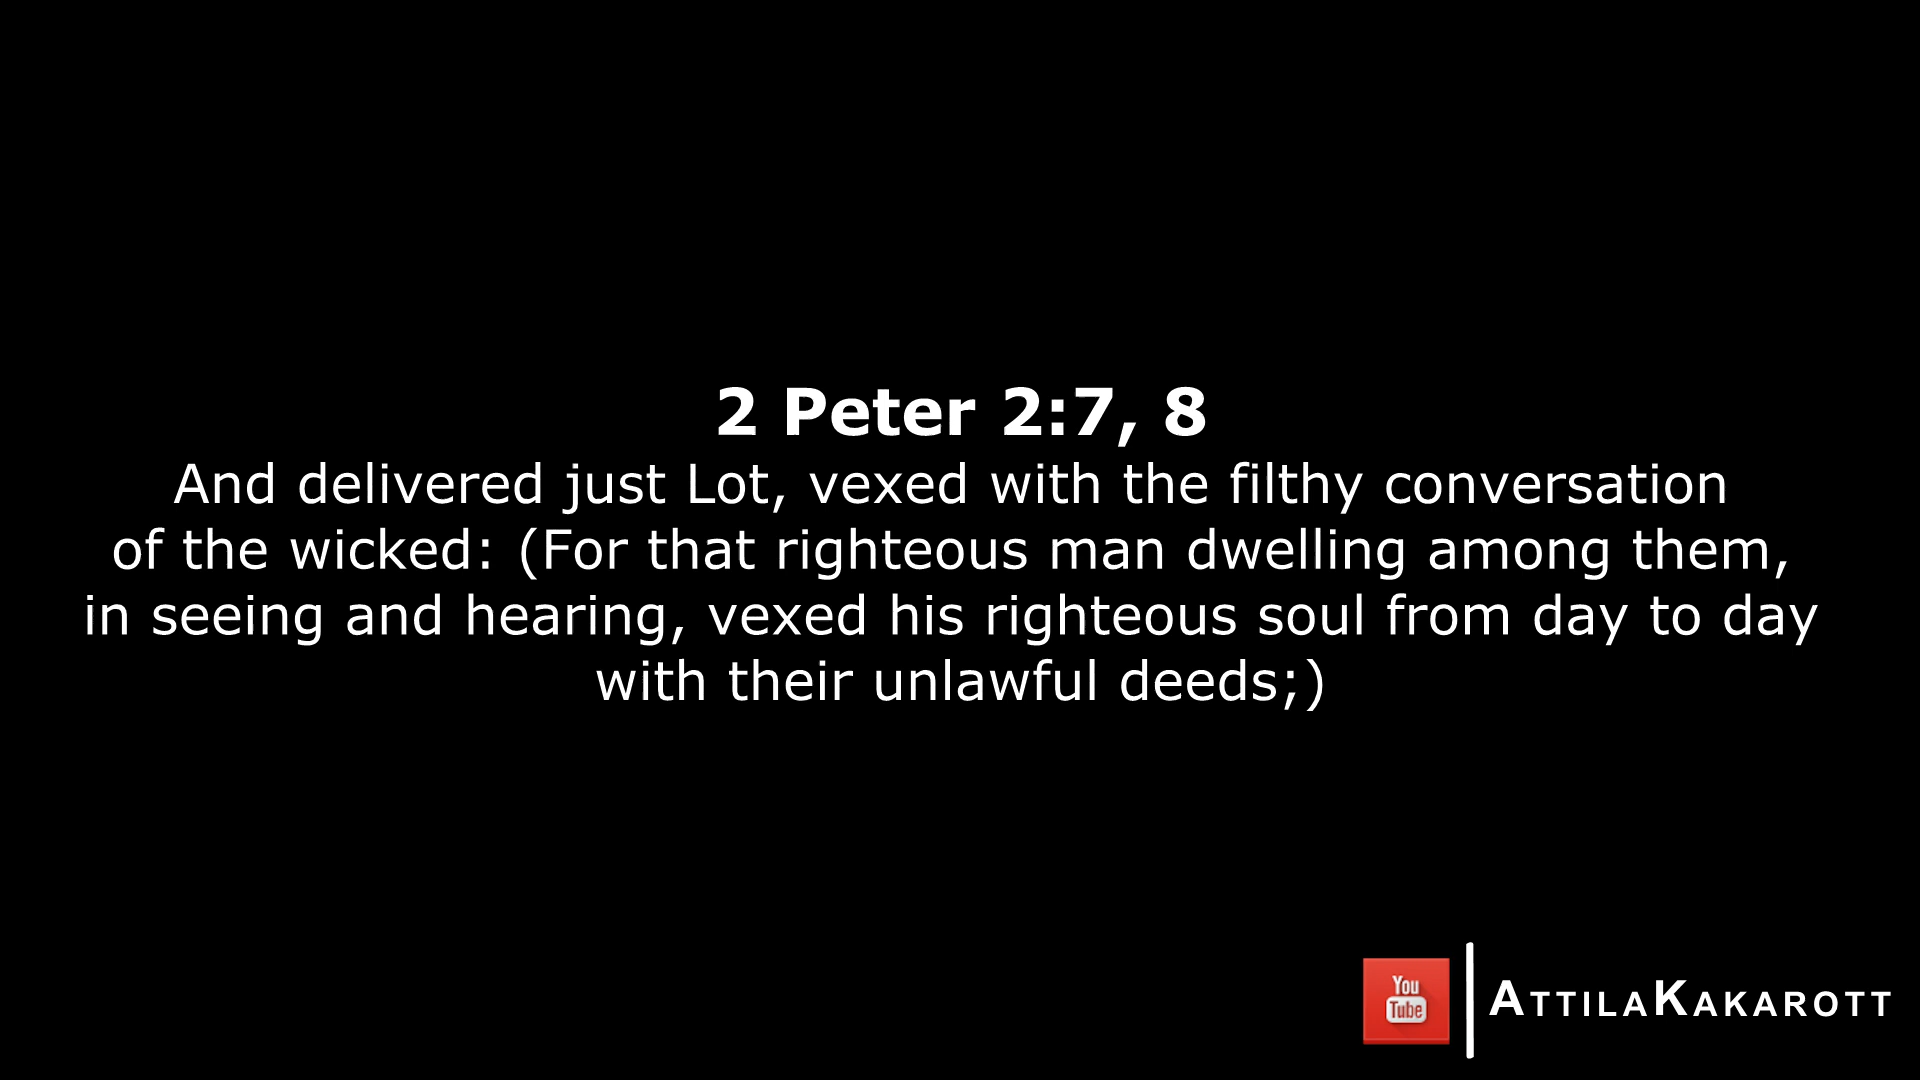 2 Peter 2:7, 8
And delivered just Lot, vexed with the filthy conversation
of the wicked: (For that righteous man dwelling among them,
in seeing and hearing, vexed his righteous soul from day to day
with their unlawful deeds;)
You
Tube
ATTILAKAKAROTT